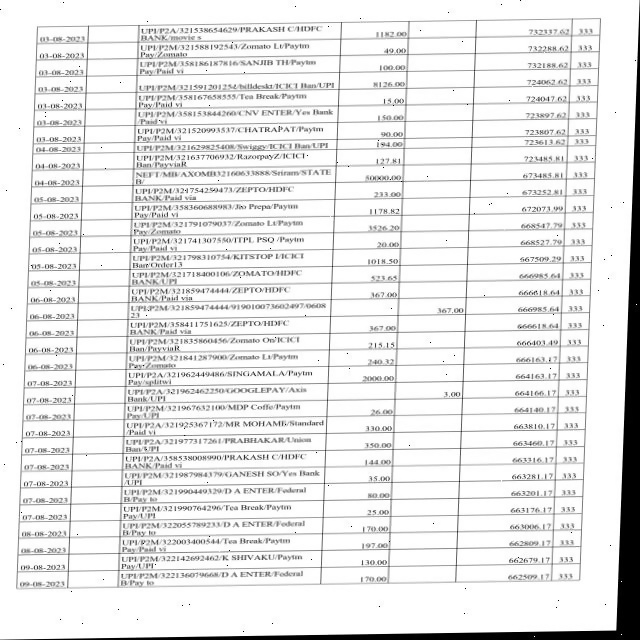 03-08-2023 UPI/P2A/321538654629/PRAKASH C/HDFC 1182.00 732337.62 333
BANK/movie s
03-08-2023 UPI/P2M/321588192543/Zomato Lt/Paytm 49.00 732288.62 333
Pay/Zomato
03-08-2023 UPI/P2M/358186187816/SANJIB TH/Paytm 100.00 732188.62 333
Pay/Paid vi
03-08-2023 UPI/P2M/321591201254/billdeskt/ICICI Ban/UPI 8126.00 724062.62 333
03-08-2023 UPI/P2M/358167658555/Tea Break/Paytm 15.00 724047.62 333
Pay/Paid vi
03-08-2023 UPI/P2M/358153844260/CNV ENTER/Yes Bank 150.00 723897.62 333
/Paid vi
03-08-2023 UPI/P2M/321520993537/CHATRAPAT/Paytm 90.00 723807.62 333
Pay/Paid vi
04-08-2023 UPI/P2M/321629825408/Swiggy/ICICI Ban/UPI 194.00 723613.62 333
04-08-2023 UPI/P2M/321637706932/RazorpayZ/ICICI 127.81 723485.81 333
Ban/PayviaR
04-08-2023 NEFT/MB/AXOMB32160633888/Sriram/STATE 50000.00 673485.81 333
B/
05-08-2023 UPI/P2M/321754259473/ZEPTO/HDFC 233.00 673252.81 333
BANK/Paid via
05-08-2023 UPI/P2M/358360688983/Jio Prepa/Paytm 1178.82 672073.99 333
Pay/Paid vi
05-08-2023 UPI/P2M/321791079037/Zomato Lt/Paytm 3526.20 668547.79 333
Pay/Zomato
05-08-2023 UPI/P2M/321741307550/ITPL PSQ /Paytm 20.00 668527.79 333
Pay/Paid vi
05-08-2023 UPI/P2M/321798310754/KITSTOP I/ICICI 1018.50 667509.29 333
Ban/Order13
05-08-2023 UPI/P2M/321718400106/ZOMATO/HDFC 523.65 666985.64 333
BANK/UPI
06-08-2023 UPI/P2M/321859474444/ZEPTO/HDFC 367.00 666618.64 333
BANK/Paid via
06-08-2023 UPI/P2M/321859474444/919010073602497/0608 367.00 666985.64 333
23
06-08-2023 UPI/P2M/358411751625/ZEPTO/HDFC 367.00 666618.64 333
BANK/Paid via
06-08-2023 UPI/P2M/321835860456/Zomato On/ICICI 215.15 666403.49 333
Ban/PayviaR
06-08-2023 UPI/P2M/321841287900/Zomato Lt/Paytm 240.32 666163.17 333
Pay/Zomato
07-08-2023 UPI/P2A/321962449486/SINGAMALA/Paytm 2000.00 664163.17 333
Pay/splitwi
07-08-2023 UPI/P2A/321962462250/GOOGLEPAY/Axis 3.00 664166.17 333
Bank/UPI
07-08-2023 UPI/P2M/321967632100/MDP Coffe/Paytm 26.00 664140.17 333
Pay/UPI
07-08-2023 UPI/P2A/321925367172/MR MOHAMB/Standard 330.00 663810.17 333
/Paid vi
07-08-2023 UPI/P2A/321977317261/PRABHAKAR/Union 350.00 663460.17 333
Ban/UPI
07-08-2023 UPI/P2A/358538008990/PRAKASH C/HDFC 144.00 663316.17 333
BANK/Paid vi
07-08-2023 UPI/P2M/321987984379/GANESH SO/Yes Bank 35.00 663281.17 333
/UPI
07-08-2023 UPI/P2M/321990449329/D A ENTER/Federal 80.00 663201.17 333
B/Pay to
07-08-2023 UPI/P2M/321990764296/Tea Break/Paytm 25.00 663176.17 333
Pay/UPI
08-08-2023 UPI/P2M/322055789233/D A ENTER/Federal 170.00 663006.17 333
B/Pay to
08-08-2023 UPI/P2M/322003400544/Tea Break/Paytm 197.00 662809.17 333
Pay/Paid vi
09-08-2023 UPI/P2M/322142692462/K SHIVAKU/Paytm 130.00 662679.17 333
Pay/UPI
09-08-2023 UPI/P2M/322136079668/D A ENTER/Federal 170.00 662509.17 333
B/Pay to